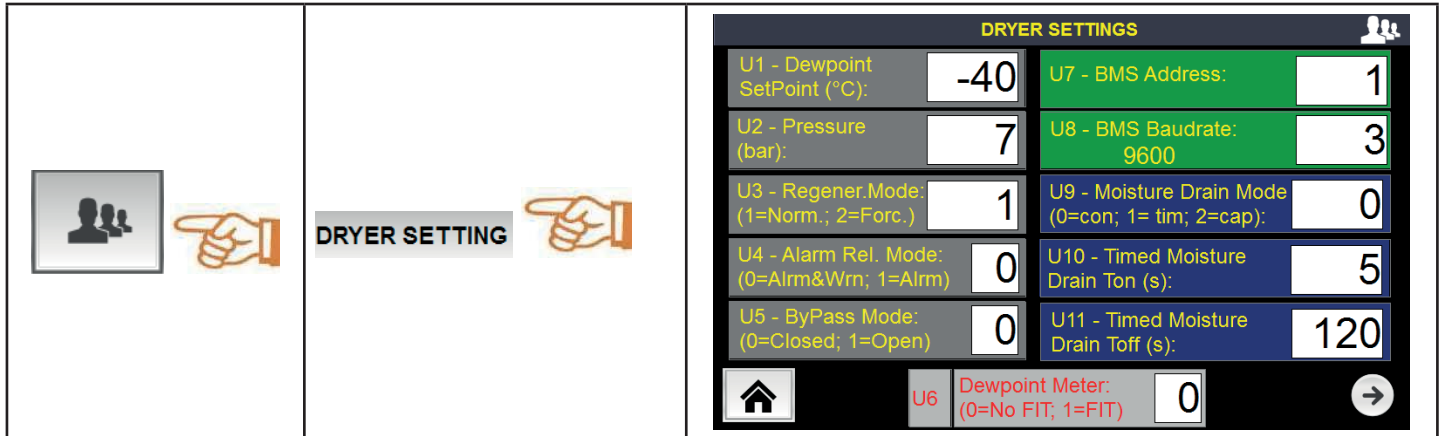 DRYER SETTING
DRYER SETTINGS
U1 - Dewpoint
SetPoint (°C):
-40
U2 - Pressure
(bar):
7
U3 - Regener.Mode:
(1=Norm.; 2=Forc.)
1
U4 - Alarm Rel. Mode:
(0=Alrm&Wrn; 1=Alrm)
0
U5 - ByPass Mode:
(0=Closed; 1=Open)
0
U7 - BMS Address:
1
U8 - BMS Baudrate:
9600
3
U9 - Moisture Drain Mode
(0=con; 1= tim; 2=cap):
0
U10 - Timed Moisture
Drain Ton (s):
5
U11 - Timed Moisture
Drain Toff (s):
120
U6
Dewpoint Meter:
(0=No FIT; 1=FIT)
0